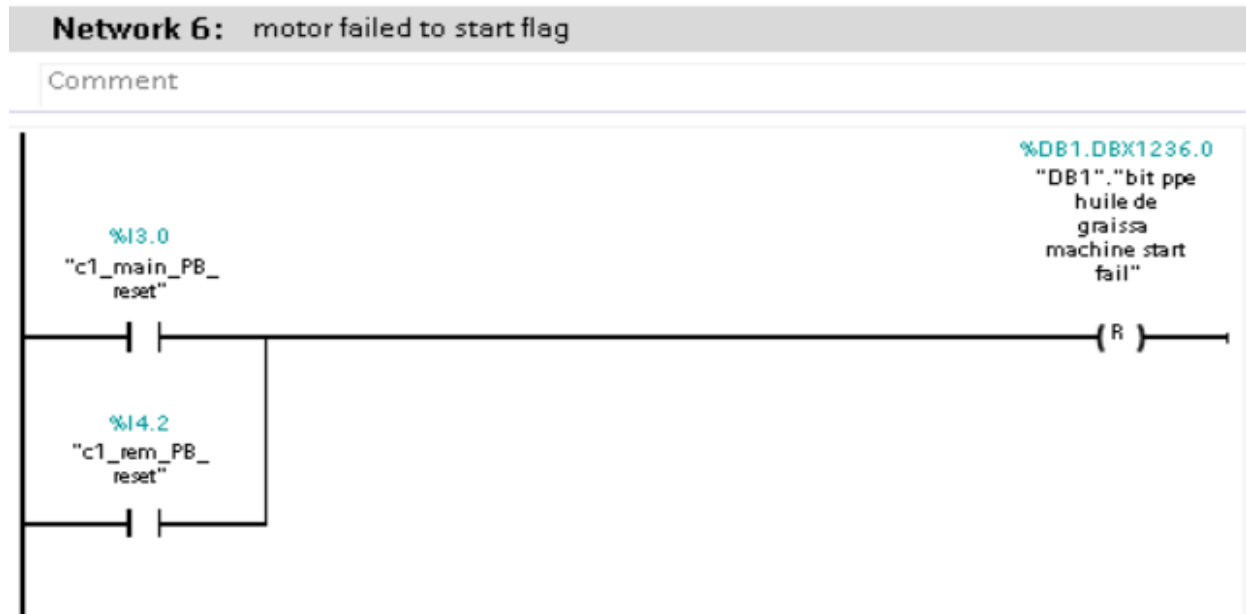 Network 6: motor failed to start flag
Comment
%DB1.DBX1236.0
"DB1"."bit ppe
huile de
graissa
machine start
fail"
%I3.0
"c1_main_PB_
reset"
R
%I4.2
"c1_rem_PB_
reset"